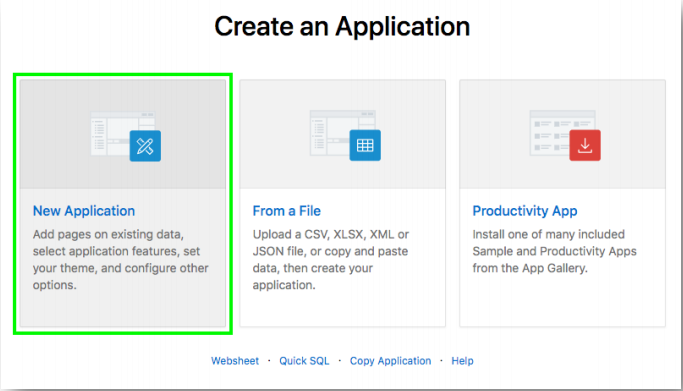 Create an Application
New Application
Add pages on existing data,
select application features, set
your theme, and configure other
options.
From a File
Upload a CSV, XLSX, XML or
JSON file, or copy and paste
data, then create your
application.
Productivity App
Install one of many included
Sample and Productivity Apps
from the App Gallery.
Websheet · Quick SQL · Copy Application · Help